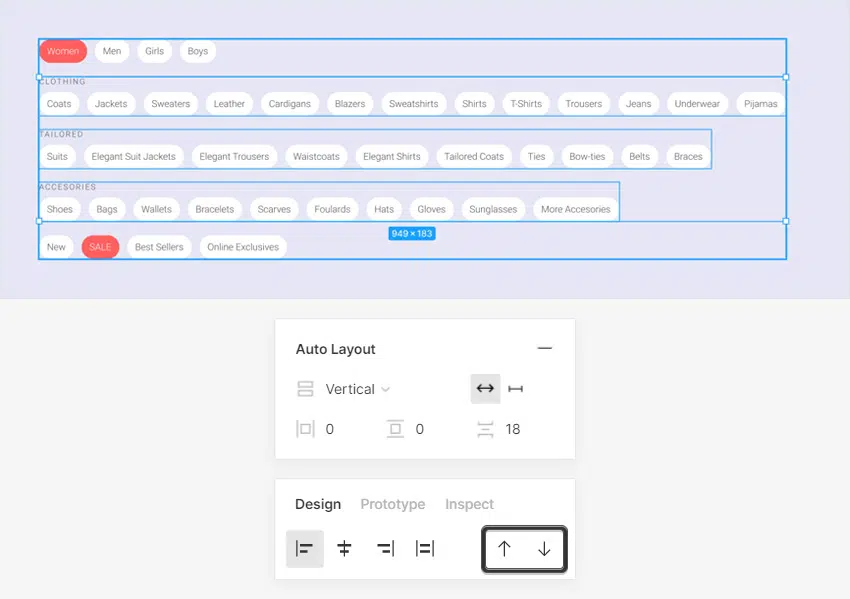 Women Men Girls Boys
CLOTHING
Coats Jackets Sweaters Leather Cardigans Blazers Sweatshirts Shirts T-Shirts Trousers Jeans Underwear Pijamas
TAILORED
Suits Elegant Suit Jackets Elegant Trousers Waistcoats Elegant Shirts Tailored Coats Ties Bow-ties Belts Braces
ACCESORIES
Shoes Bags Wallets Bracelets Scarves Foulards Hats Gloves Sunglasses More Accesories
949 × 183
New SALE Best Sellers Online Exclusives
Auto Layout
Vertical
0 0 18
Design Prototype Inspect